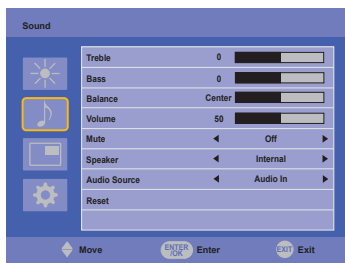 Sound
Treble 0
Bass 0
Balance Center
Volume 50
Mute Off
Speaker Internal
Audio Source Audio In
Reset
Move ENTER /OK Enter EXIT Exit